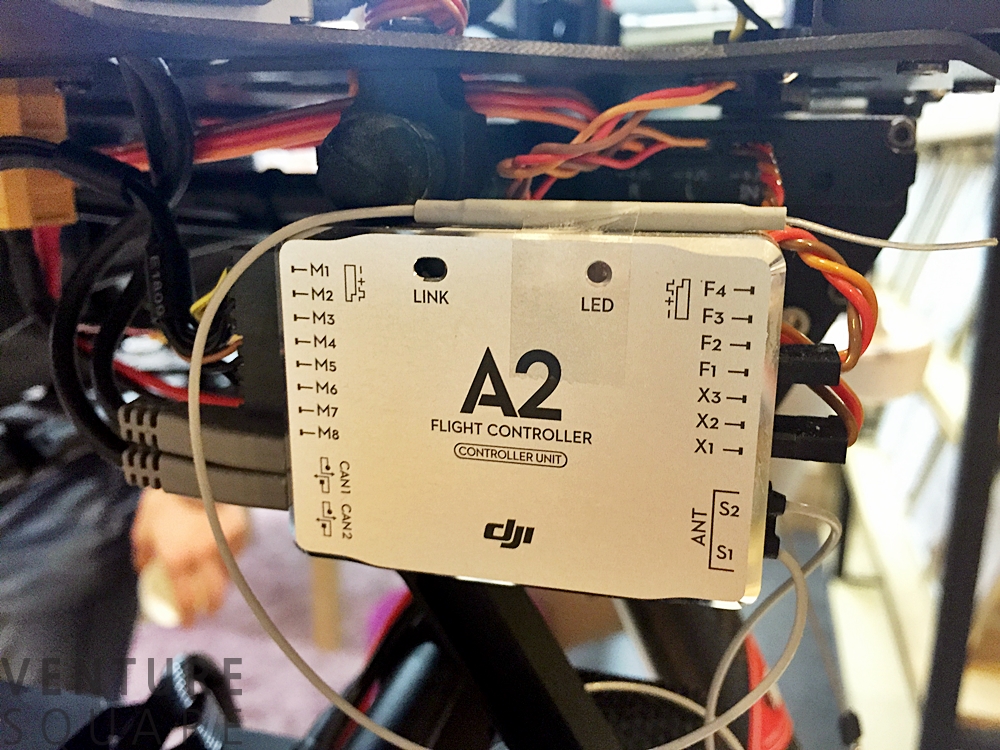 M1
M2
M3
M4
M5
M6
M7
M8
CAN1
CAN2
LINK
LED
A2
FLIGHT CONTROLLER
CONTROLLER UNIT
dji
F4
F3
F2
F1
X3
X2
X1
ANT
S2
S1
VENTURE
SQUARE